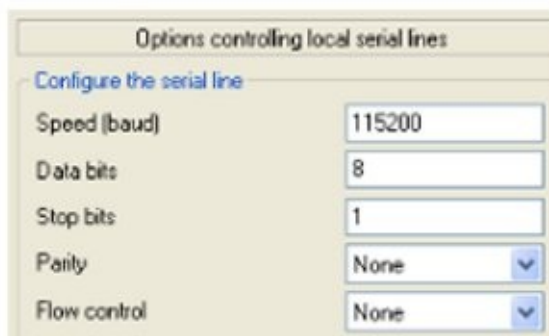 Options controlling local serial lines
Configure the serial line
Speed (baud) 115200
Data bits 8
Stop bits 1
Parity None
Flow control None